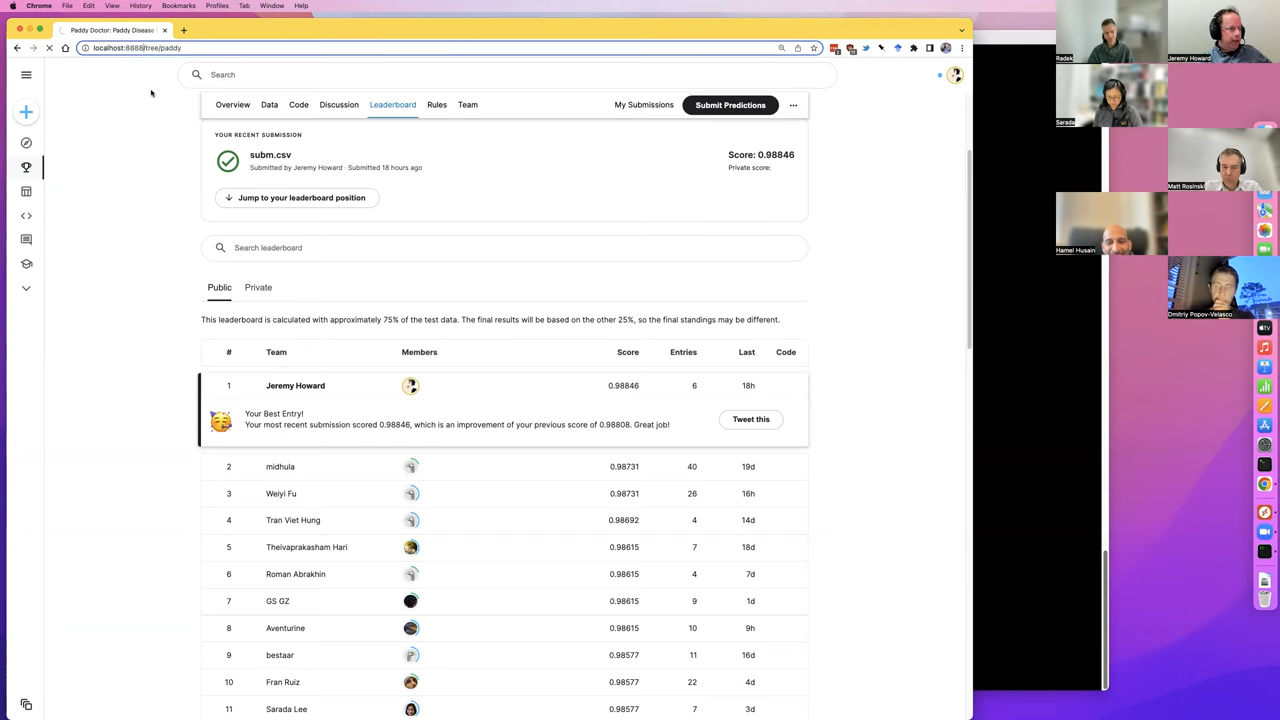 Chrome File Edit View History Bookmarks Profiles Tab Window Help
Paddy Doctor: Paddy Disease
localhost:8888/tree/paddy
Search
Overview Data Code Discussion Leaderboard Rules Team My Submissions Submit Predictions
YOUR RECENT SUBMISSION
subm.csv
Submitted by Jeremy Howard · Submitted 18 hours ago
Score: 0.98846
Private score:
Jump to your leaderboard position
Search leaderboard
Public Private
This leaderboard is calculated with approximately 75% of the test data. The final results will be based on the other 25%, so the final standings may be different.
# Team Members Score Entries Last Code
1 Jeremy Howard 0.98846 6 18h
Your Best Entry!
Your most recent submission scored 0.98846, which is an improvement of your previous score of 0.98808. Great job!
Tweet this
2 midhula 0.98731 40 19d
3 Weiyi Fu 0.98731 26 16h
4 Tran Viet Hung 0.98692 4 14d
5 Theivaprakasham Hari 0.98615 7 18d
6 Roman Abrakhin 0.98615 4 7d
7 GS GZ 0.98615 9 1d
8 Aventurine 0.98615 10 9h
9 bestaar 0.98577 11 16d
10 Fran Ruiz 0.98577 22 4d
11 Sarada Lee 0.98577 7 3d
Radek
Jeremy Howard
Sarada
Matt Rosinski
Hamel Husain
Dmitriy Popov-Velasco